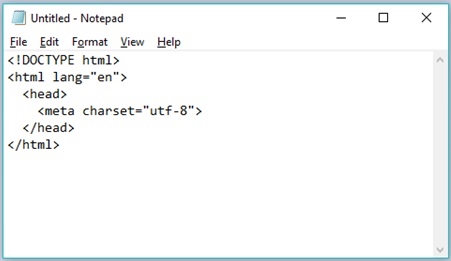 Untitled - Notepad
File Edit Format View Help
<!DOCTYPE html>
<html lang="en">
  <head>
    <meta charset="utf-8">
  </head>
</html>